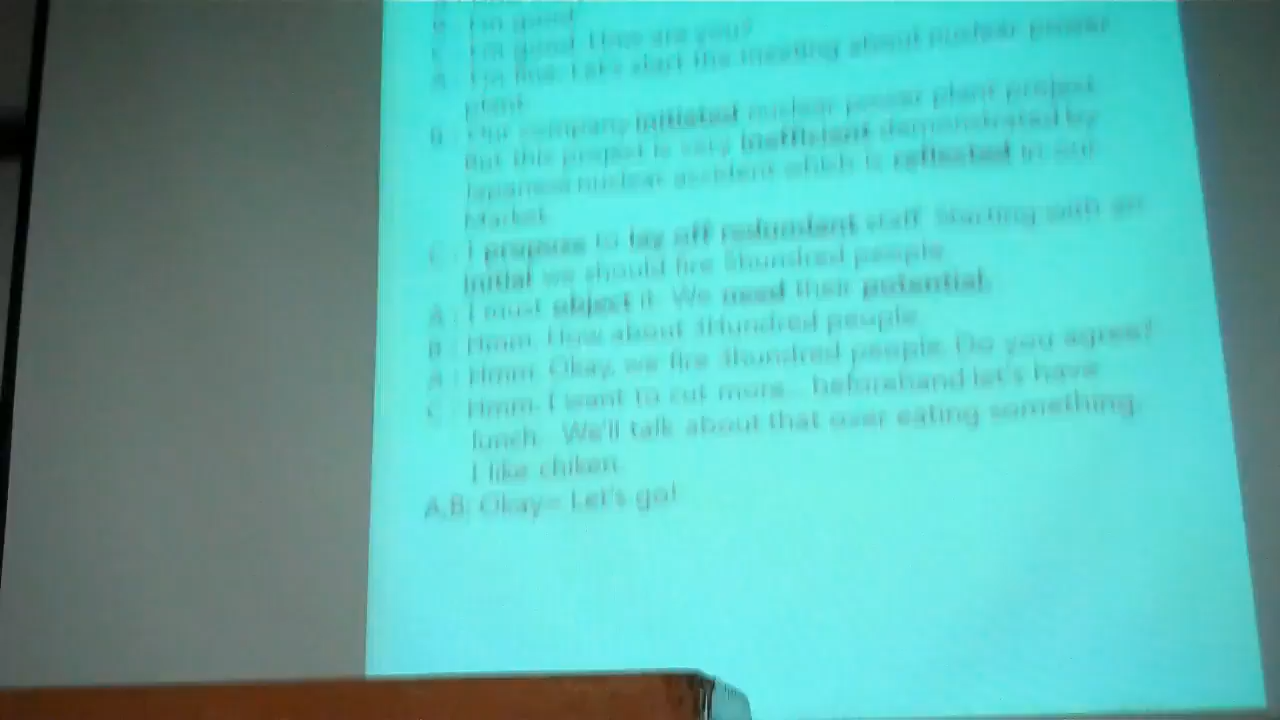 B : I'm good.
C : I'm good. How are you?
A : I'm fine. Let's start the meeting about nuclear power
plant.
B : Our company initiated nuclear power plant project.
But this project is very inefficient demonstrated by
Japanese nuclear accident which is reflected in our
Market.
C : I propose to lay off redundant staff. Starting with an
initial we should fire 5hundred people.
A : I must object it. We need their potential.
B : Hmm. How about 3Hundred people.
A : Hmm. Okay, we fire 3hundred people. Do you agree?
C : Hmm. I want to cut more... beforehand let's have
lunch. We'll talk about that over eating something.
I like chiken.
A.B: Okay~ Let's go!